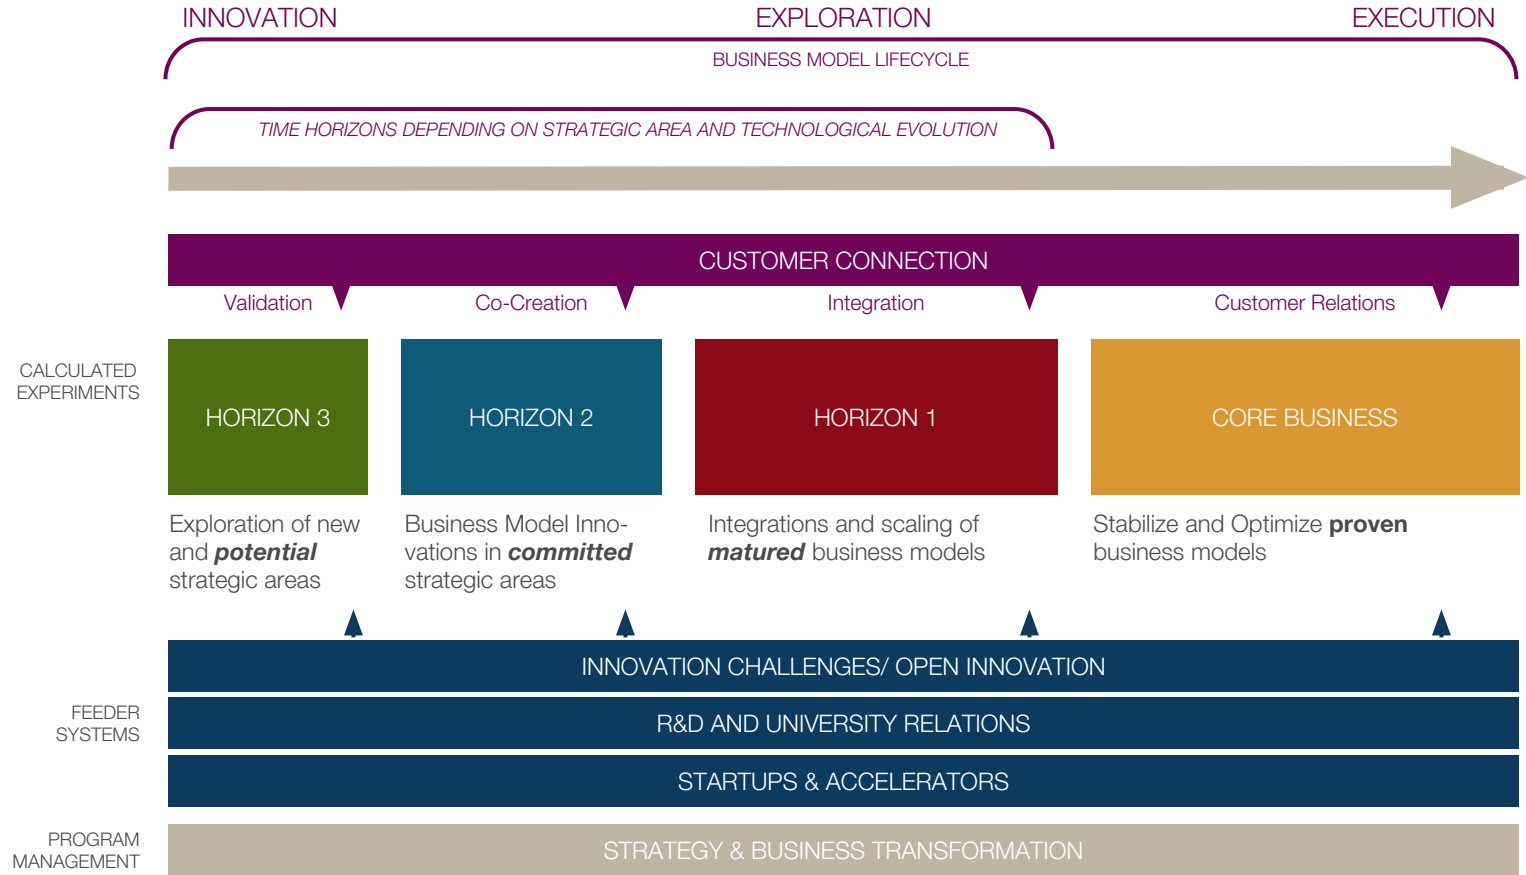 INNOVATION
EXPLORATION
EXECUTION
BUSINESS MODEL LIFECYCLE
TIME HORIZONS DEPENDING ON STRATEGIC AREA AND TECHNOLOGICAL EVOLUTION
CUSTOMER CONNECTION
Validation
Co-Creation
Integration
Customer Relations
CALCULATED
EXPERIMENTS
HORIZON 3
HORIZON 2
HORIZON 1
CORE BUSINESS
Exploration of new
and potential
strategic areas
Business Model Inno-
vations in committed
strategic areas
Integrations and scaling of
matured business models
Stabilize and Optimize proven
business models
INNOVATION CHALLENGES/ OPEN INNOVATION
FEEDER
SYSTEMS
R&D AND UNIVERSITY RELATIONS
STARTUPS & ACCELERATORS
PROGRAM
MANAGEMENT
STRATEGY & BUSINESS TRANSFORMATION